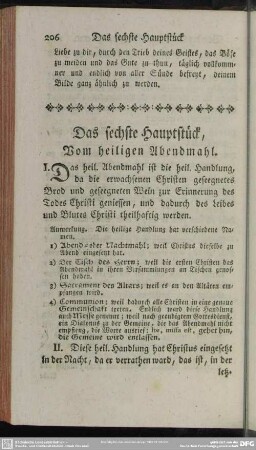 206 Das sechste Hauptstück
Liebe zu dir, durch den Trieb deines Geistes, das Böse
zu meiden und das Gute zu thun, täglich vollkomm-
ner und endlich von aller Sünde befreyt, deinem
Bilde ganz ähnlich zu werden.
Das sechste Hauptstück,
Vom heiligen Abendmahl.
I. Das heil. Abendmahl ist die heil. Handlung,
da die erwachsenen Christen gesegnetes
Brod und gesegneten Wein zur Erinnerung des
Todes Christi geniessen, und dadurch des Leibes
und Blutes Christi theilhaftig werden.
Anmerkung. Die heilige Handlung hat verschiedene Na-
men.
1) Abend- oder Nachtmahl; weil Christus dieselbe zu
Abend eingesetzt hat.
2) Der Tisch des Herrn; weil die ersten Christen des
Abendmahl in ihren Versammlungen an Tischen genos-
sen haben.
3) Sacrament des Altars; weil es an den Altären em-
pfangen wird.
4) Communion; weil dadurch alle Christen in eine genaue
Gemeinschaft treten. Endlich ward diese Handlung
auch Messe genennt; weil nach geendigtem Gottesdienst,
ein Diakonus zu der Gemeine, die das Abendmahl nicht
empfieng, die Worte ausrief: ite, missa est, gehet hin,
die Gemeine wird entlassen.
II. Diese heil. Handlung hat Christus eingesetzt
in der Nacht, da er verrathen ward, das ist, in der
letz-